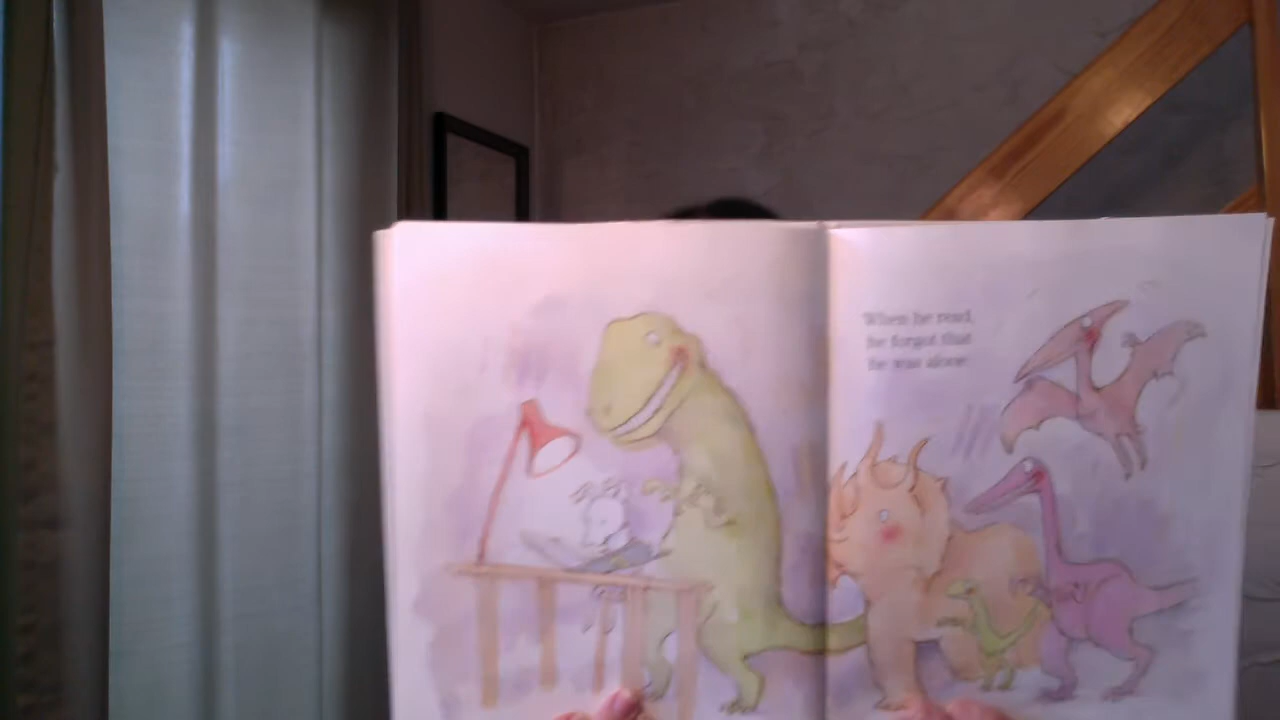 When he read,
he forgot that
he was alone.